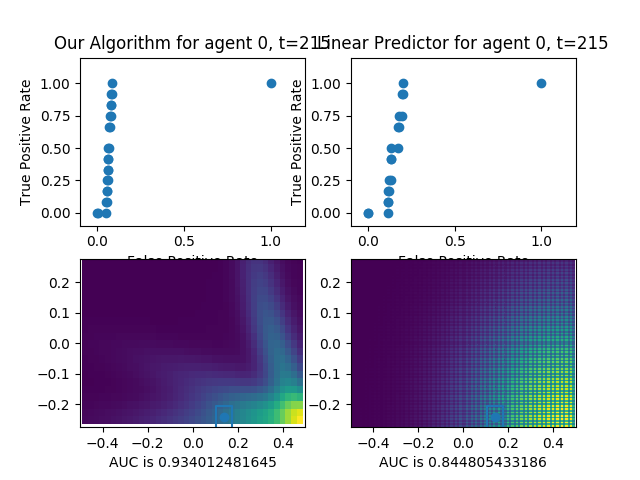 Our Algorithm for agent 0, t=215
Linear Predictor for agent 0, t=215
True Positive Rate
1.00
0.75
0.50
0.25
0.00
0.0 0.5 1.0
False Positive Rate
True Positive Rate
1.00
0.75
0.50
0.25
0.00
0.0 0.5 1.0
False Positive Rate
0.2
0.1
0.0
−0.1
−0.2
−0.4 −0.2 0.0 0.2 0.4
AUC is 0.934012481645
0.2
0.1
0.0
−0.1
−0.2
−0.4 −0.2 0.0 0.2 0.4
AUC is 0.844805433186